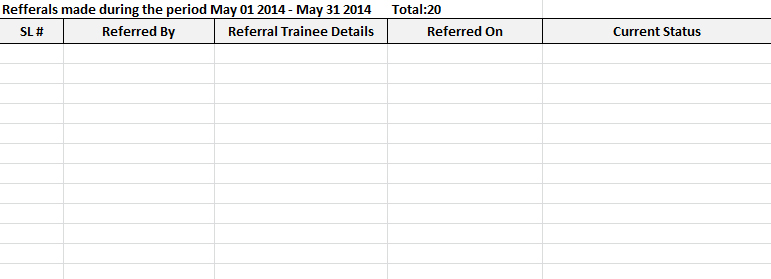 Refferals made during the period May 01 2014 - May 31 2014 Total:20
SL # Referred By Referral Trainee Details Referred On Current Status